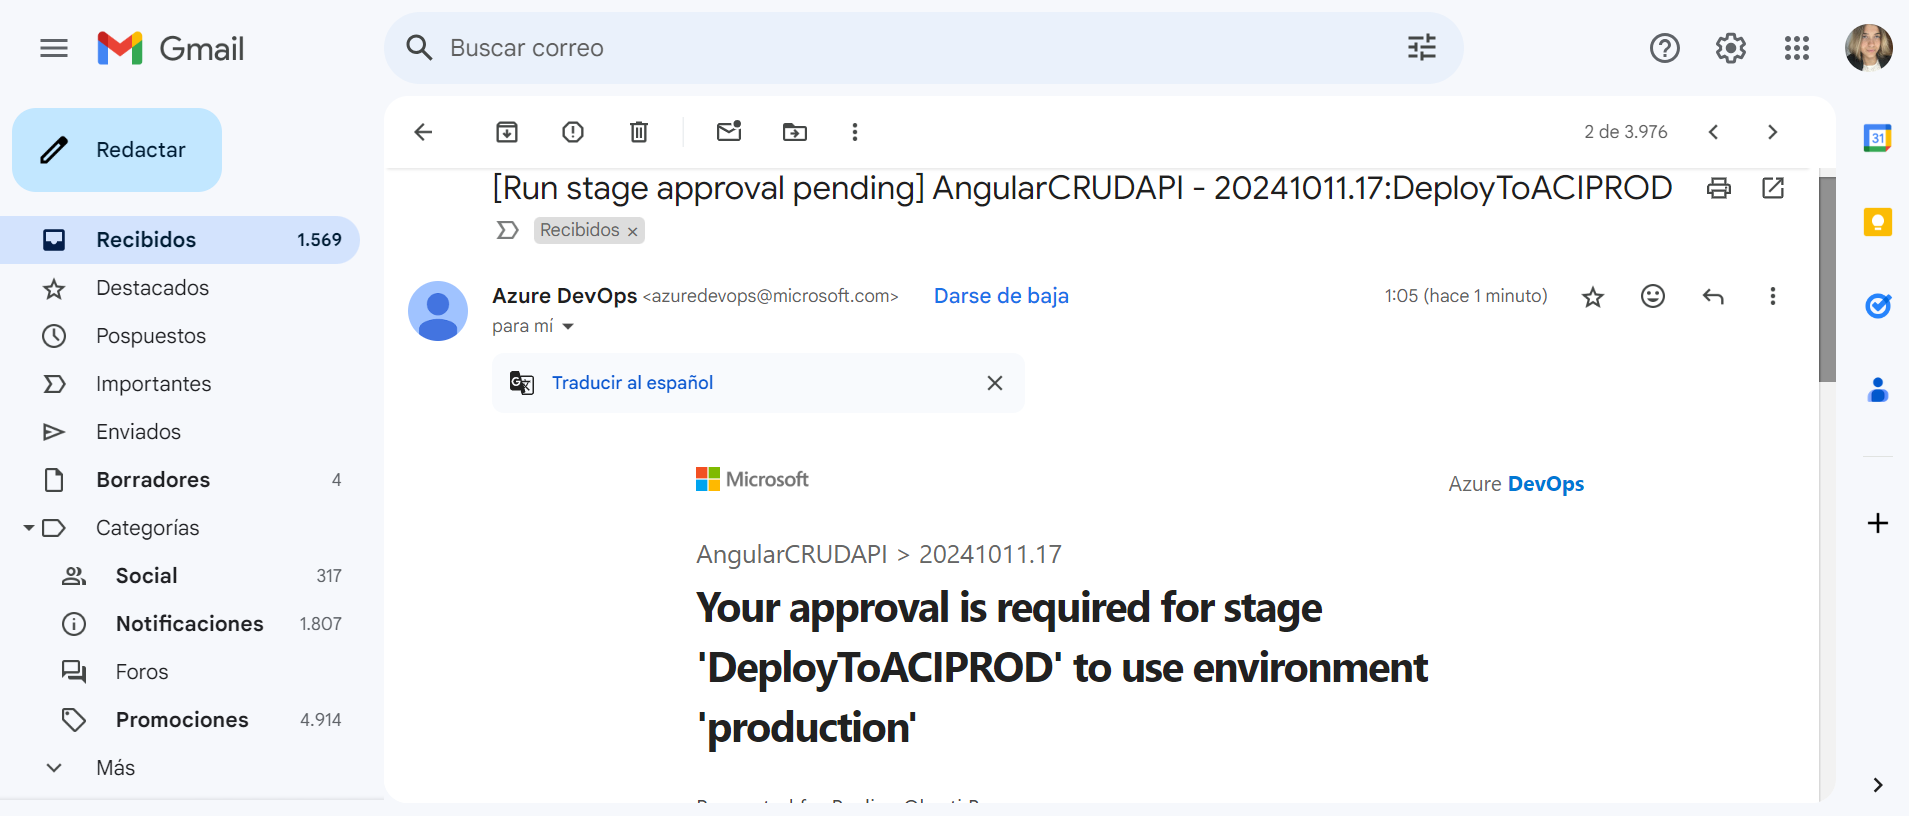 Gmail
Buscar correo
Redactar
2 de 3.976
[Run stage approval pending] AngularCRUDAPI - 20241011.17:DeployToACIPROD
Recibidos ×
Recibidos 1.569
Destacados
Pospuestos
Importantes
Enviados
Borradores 4
Categorías
Social 317
Notificaciones 1.807
Foros
Promociones 4.914
Más
Azure DevOps <azuredevops@microsoft.com> Darse de baja 1:05 (hace 1 minuto)
para mí
Traducir al español
Microsoft
Azure DevOps
AngularCRUDAPI > 20241011.17
Your approval is required for stage
'DeployToACIPROD' to use environment
'production'
31